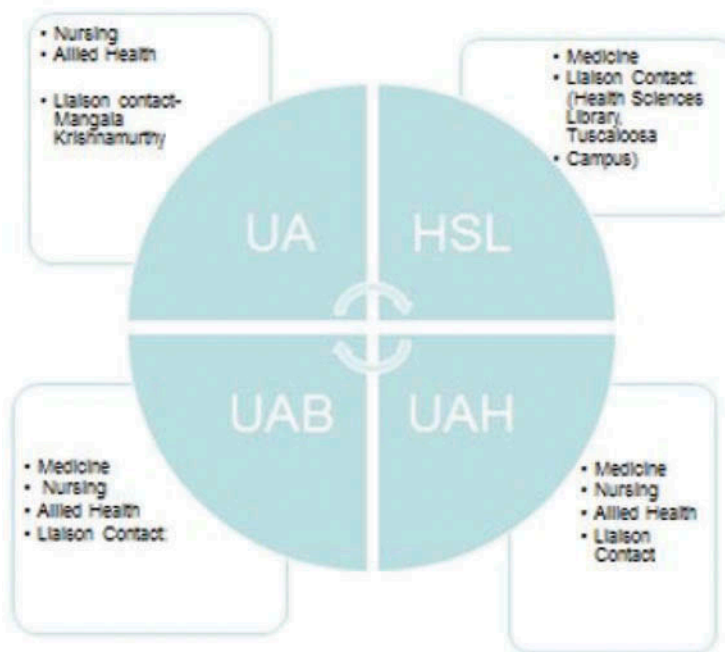 • Nursing
• Allied Health
• Liaison contact-
Mangala
Krishnamurthy
• Medicine
• Liaison Contact:
(Health Sciences
Library,
Tuscaloosa
• Campus)
UA
HSL
UAB
UAH
• Medicine
• Nursing
• Allied Health
• Liaison Contact:
• Medicine
• Nursing
• Allied Health
• Liaison
Contact